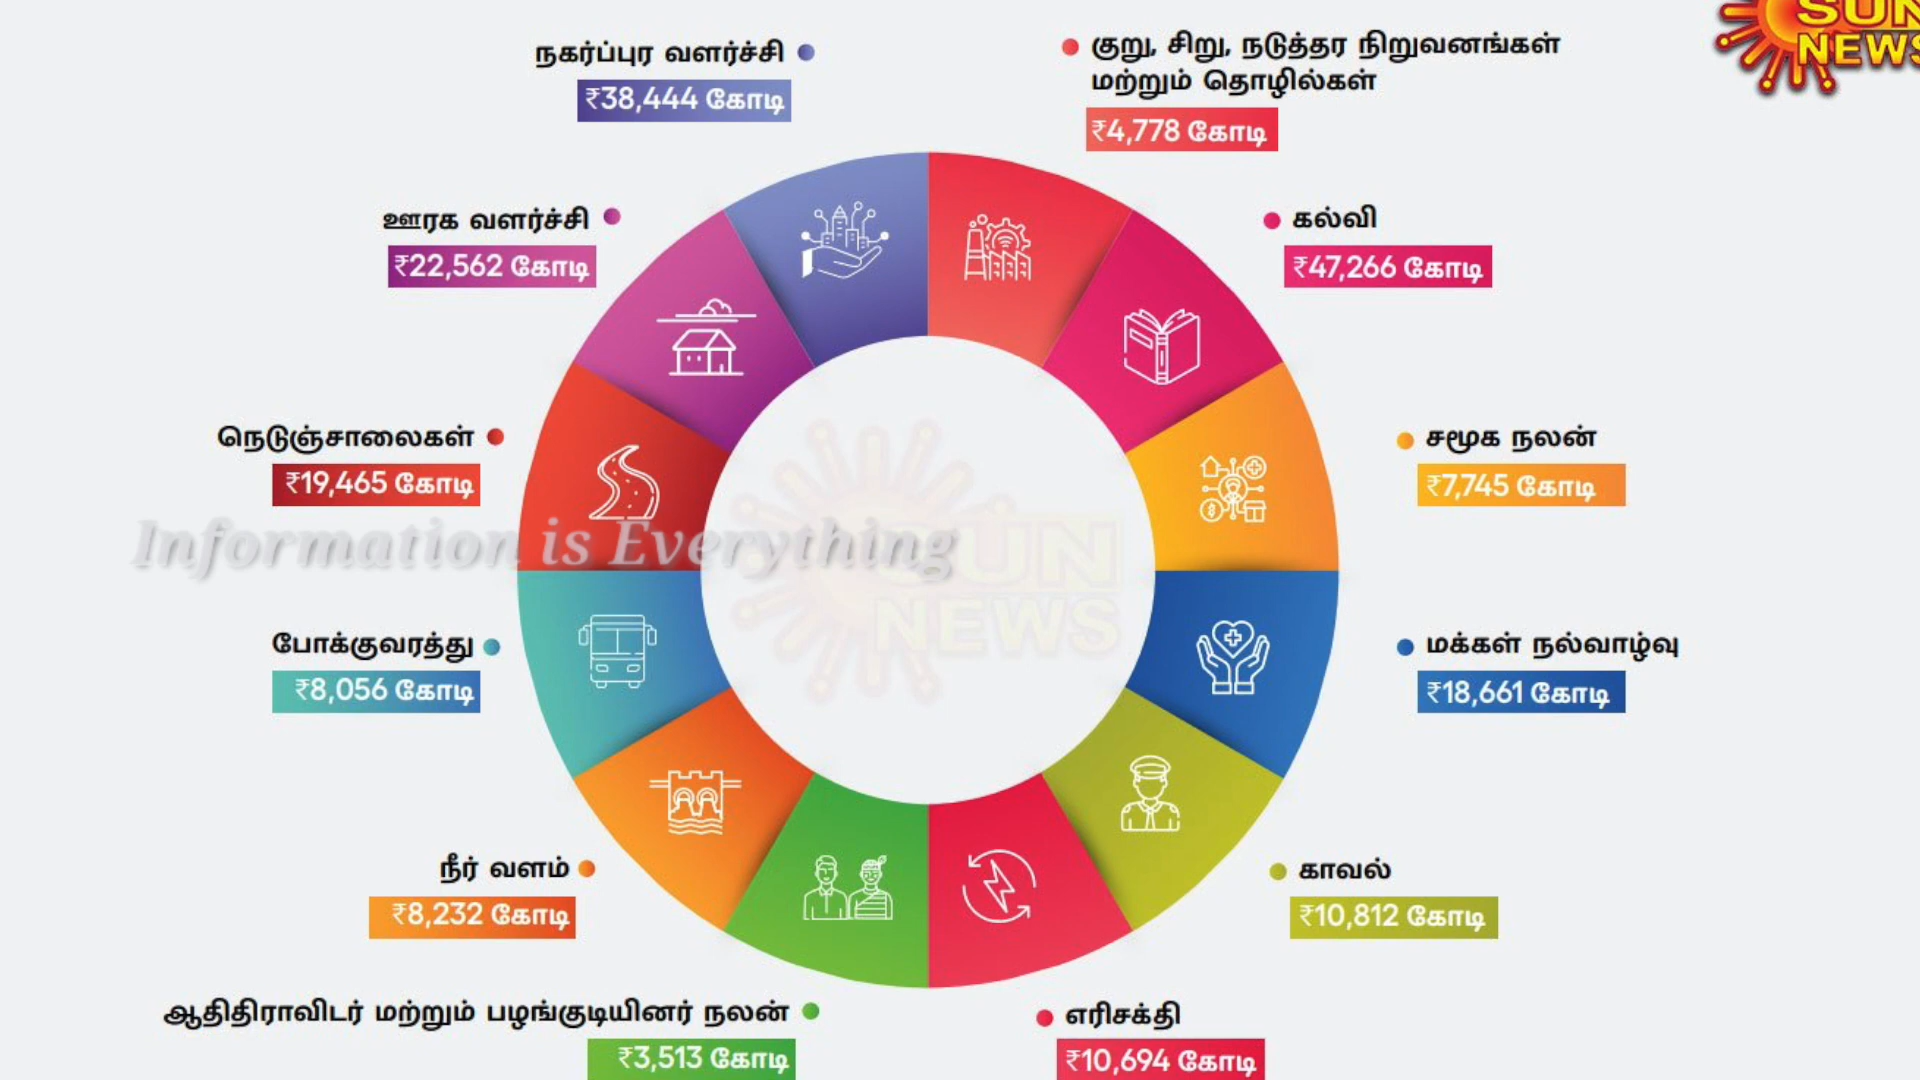 SUN
NEWS
நகர்ப்புர வளர்ச்சி
₹38,444 கோடி
குறு, சிறு, நடுத்தர நிறுவனங்கள்
மற்றும் தொழில்கள்
₹4,778 கோடி
ஊரக வளர்ச்சி
₹22,562 கோடி
கல்வி
₹47,266 கோடி
நெடுஞ்சாலைகள்
₹19,465 கோடி
சமூக நலன்
₹7,745 கோடி
Information is Everything
SUN
NEWS
போக்குவரத்து
₹8,056 கோடி
மக்கள் நல்வாழ்வு
₹18,661 கோடி
நீர் வளம்
₹8,232 கோடி
காவல்
₹10,812 கோடி
ஆதிதிராவிடர் மற்றும் பழங்குடியினர் நலன்
₹3,513 கோடி
எரிசக்தி
₹10,694 கோடி